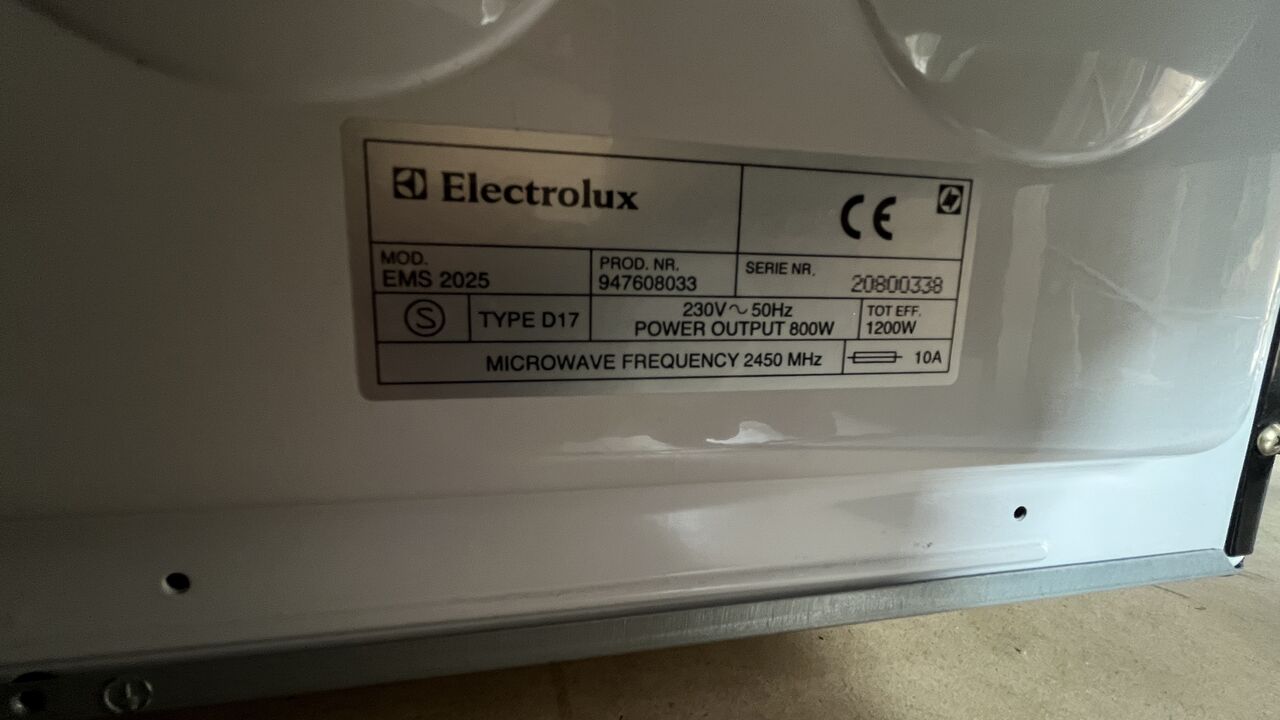 Electrolux
CE
MOD.
EMS 2025
PROD. NR.
947608033
SERIE NR.
20800338
S
TYPE D17
230V ~ 50Hz
POWER OUTPUT 800W
TOT EFF.
1200W
MICROWAVE FREQUENCY 2450 MHz
10A